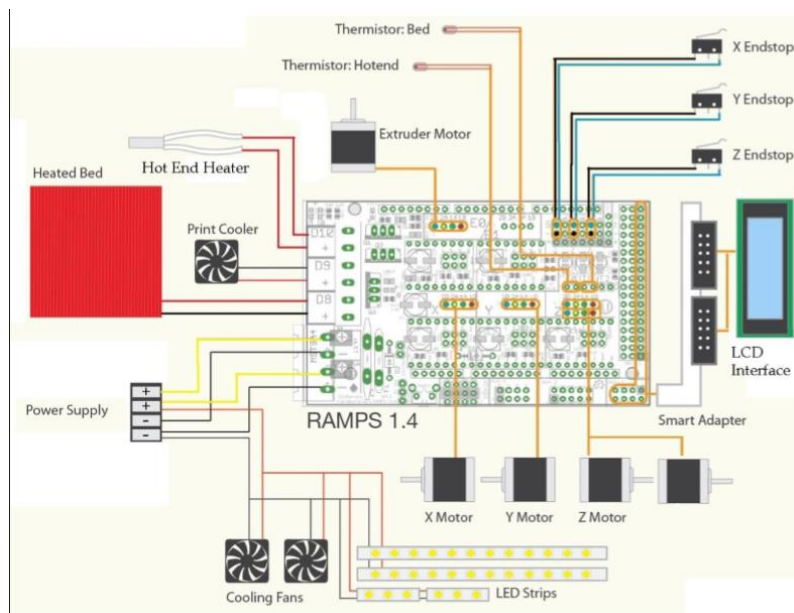 Thermistor: Bed
X Endstop
Thermistor: Hotend
Y Endstop
Extruder Motor
Z Endstop
Hot End Heater
Heated Bed
Print Cooler
D10
E0
D9
D8
X
Y
LCD
Interface
Power Supply
RAMPS 1.4
Smart Adapter
X Motor
Y Motor
Z Motor
LED Strips
Cooling Fans